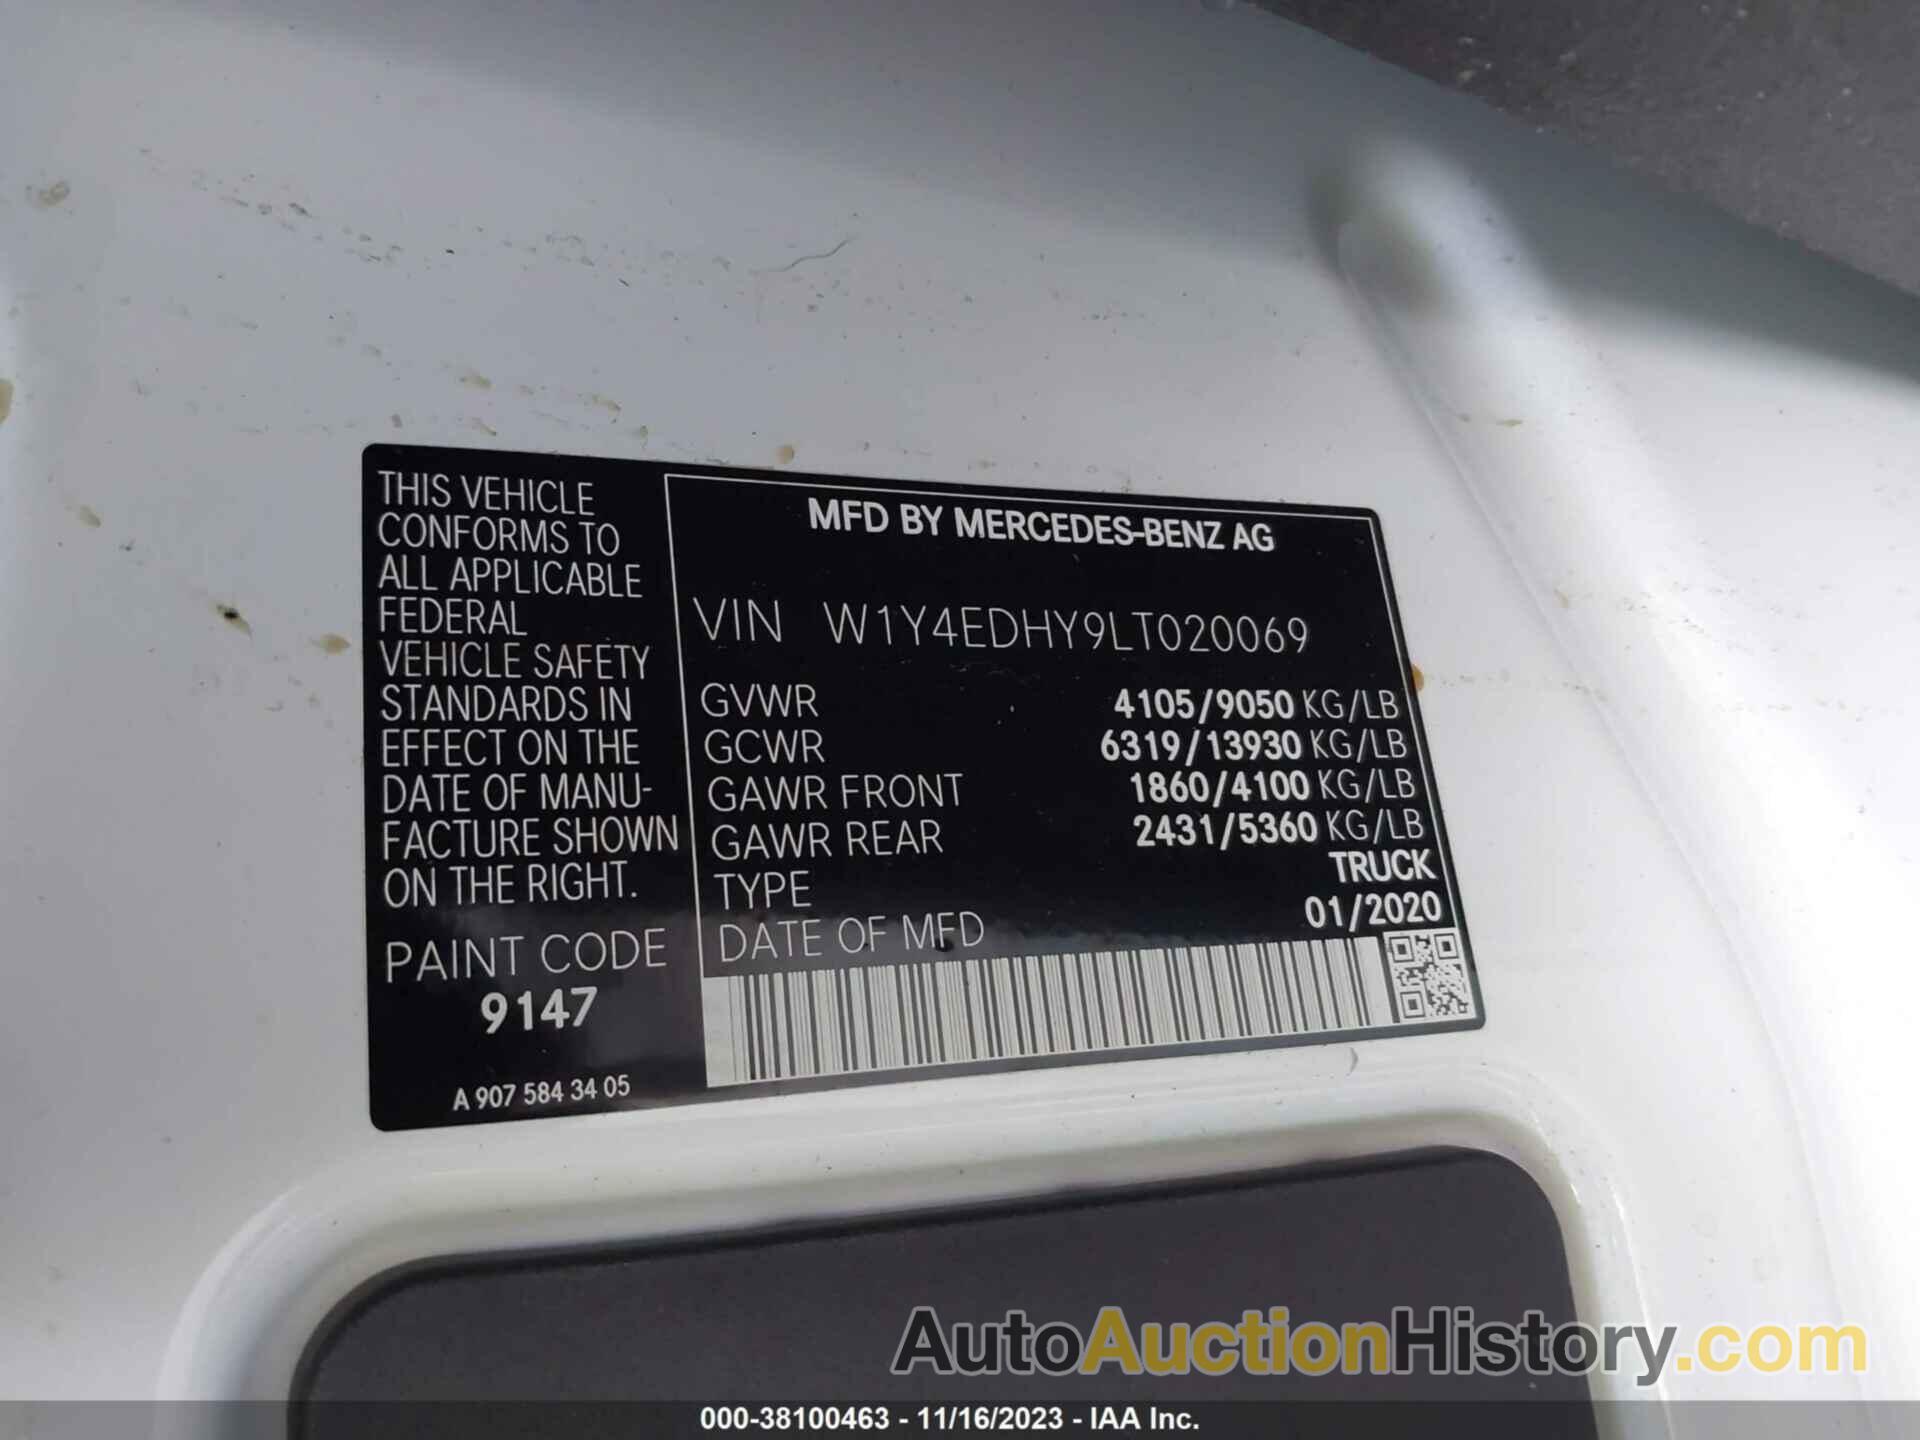 THIS VEHICLE
CONFORMS TO
ALL APPLICABLE
FEDERAL
VEHICLE SAFETY
STANDARDS IN
EFFECT ON THE
DATE OF MANU-
FACTURE SHOWN
ON THE RIGHT.
PAINT CODE
9147
A 907 584 34 05
MFD BY MERCEDES-BENZ AG
VIN W1Y4EDHY9LT020069
GVWR 4105/9050 KG/LB
GCWR 6319/13930 KG/LB
GAWR FRONT 1860/4100 KG/LB
GAWR REAR 2431/5360 KG/LB
TYPE TRUCK
DATE OF MFD 01/2020
AutoAuctionHistory.com
000-38100463 - 11/16/2023 - IAA Inc.